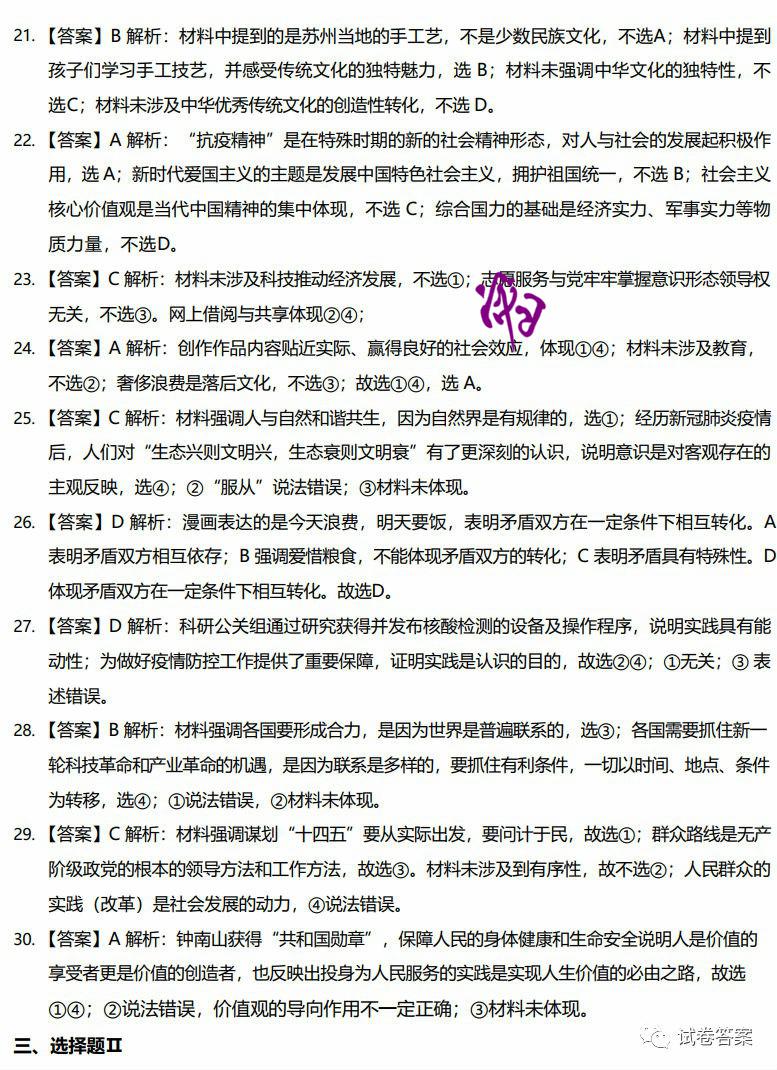 21. 【答案】B 解析：材料中提到的是苏州当地的手工艺，不是少数民族文化，不选A；材料中提到
孩子们学习手工技艺，并感受传统文化的独特魅力，选 B；材料未强调中华文化的独特性，不
选C；材料未涉及中华优秀传统文化的创造性转化，不选 D。
22. 【答案】A 解析：“抗疫精神”是在特殊时期的新的社会精神形态，对人与社会的发展起积极作
用，选 A；新时代爱国主义的主题是发展中国特色社会主义，拥护祖国统一，不选 B；社会主义
核心价值观是当代中国精神的集中体现，不选 C；综合国力的基础是经济实力、军事实力等物
质力量，不选D。
23. 【答案】C 解析：材料未涉及科技推动经济发展，不选①；志愿服务与党牢牢掌握意识形态领导权
无关，不选③。网上借阅与共享体现②④；
24. 【答案】A 解析：创作作品内容贴近实际、赢得良好的社会效应，体现①④；材料未涉及教育，
不选②；奢侈浪费是落后文化，不选③；故选①④，选 A。
25. 【答案】C 解析：材料强调人与自然和谐共生，因为自然界是有规律的，选①；经历新冠肺炎疫情
后，人们对“生态兴则文明兴，生态衰则文明衰”有了更深刻的认识，说明意识是对客观存在的
主观反映，选④；②“服从”说法错误；③材料未体现。
26. 【答案】D 解析：漫画表达的是今天浪费，明天要饭，表明矛盾双方在一定条件下相互转化。A
表明矛盾双方相互依存；B 强调爱惜粮食，不能体现矛盾双方的转化；C 表明矛盾具有特殊性。D
体现矛盾双方在一定条件下相互转化。故选D。
27. 【答案】D 解析：科研公关组通过研究获得并发布核酸检测的设备及操作程序，说明实践具有能
动性；为做好疫情防控工作提供了重要保障，证明实践是认识的目的，故选②④；①无关；③ 表
述错误。
28. 【答案】B 解析：材料强调各国要形成合力，是因为世界是普遍联系的，选③；各国需要抓住新一
轮科技革命和产业革命的机遇，是因为联系是多样的，要抓住有利条件，一切以时间、地点、条件
为转移，选④；①说法错误，②材料未体现。
29. 【答案】C 解析：材料强调谋划“十四五”要从实际出发，要问计于民，故选①；群众路线是无产
阶级政党的根本的领导方法和工作方法，故选③。材料未涉及到有序性，故不选②；人民群众的
实践（改革）是社会发展的动力，④说法错误。
30. 【答案】A 解析：钟南山获得“共和国勋章”，保障人民的身体健康和生命安全说明人是价值的
享受者更是价值的创造者，也反映出投身为人民服务的实践是实现人生价值的必由之路，故选
①④；②说法错误，价值观的导向作用不一定正确；③材料未体现。
三、选择题Ⅱ
试卷答案